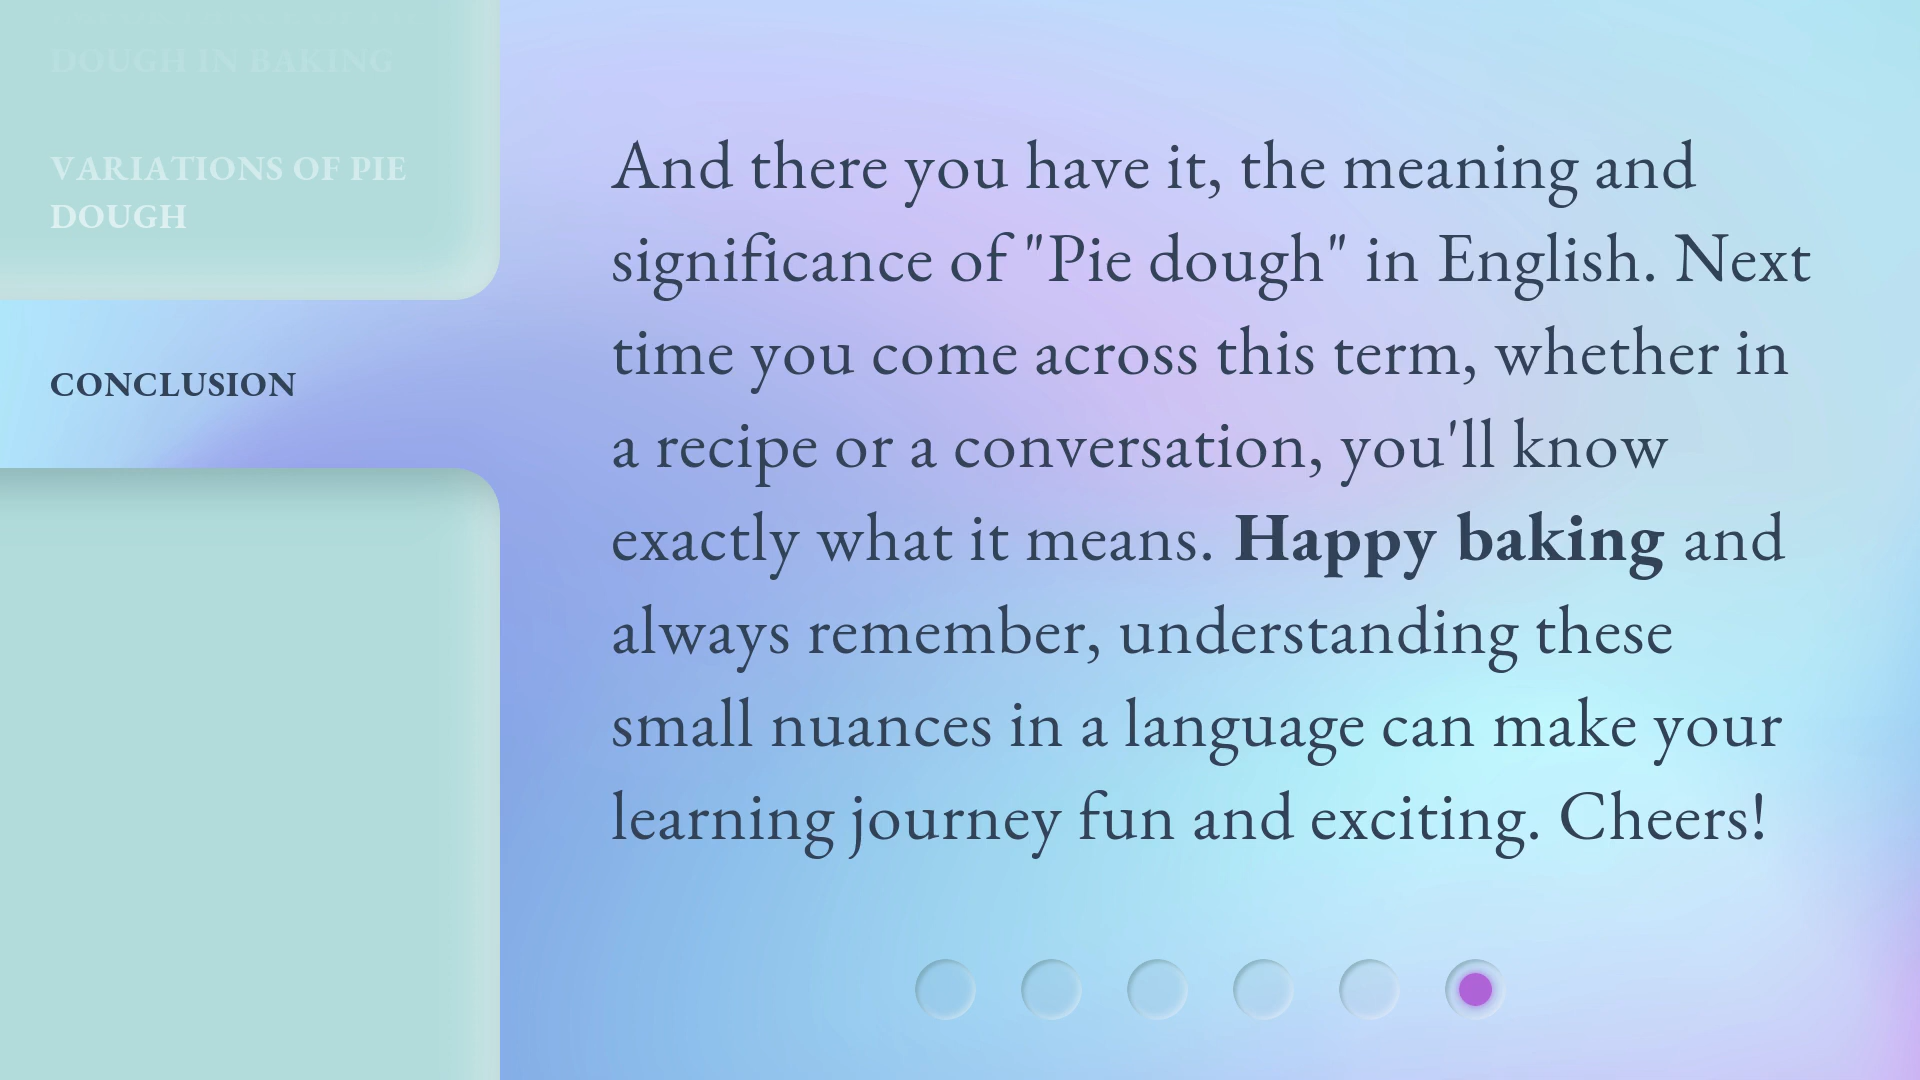 DOUGH IN BAKING
VARIATIONS OF PIE
DOUGH
CONCLUSION
And there you have it, the meaning and
significance of "Pie dough" in English. Next
time you come across this term, whether in
a recipe or a conversation, you'll know
exactly what it means. Happy baking and
always remember, understanding these
small nuances in a language can make your
learning journey fun and exciting. Cheers!